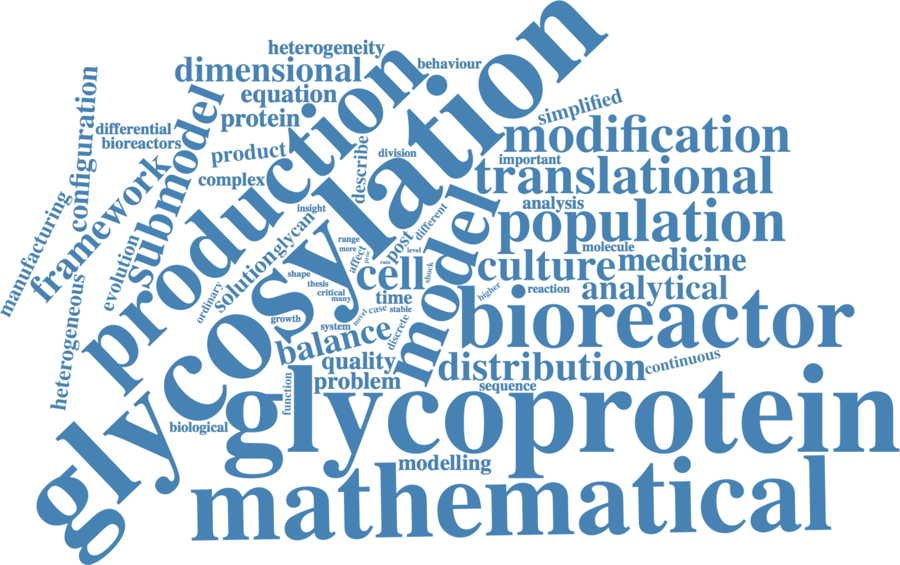 heterogeneity
dimensional
behaviour
equation
protein
differential
bioreactors
configuration
submodel
framework
manufacturing
product
complex
production
glycosylation
describe
division
simplified
modification
important
translational
analysis
population
molecule
medicine
culture
analytical
reaction
higher
bioreactor
distribution
continuous
sequence
model
different
post
level
affect
range
more
post
rate
cell
shock
time
case
stable
novel
discrete
insight
glycan
solution
ordinary
shape
thesis
critical
many
growth
system
balance
quality
problem
function
evolution
heterogeneous
biological
glycoprotein
modelling
mathematical